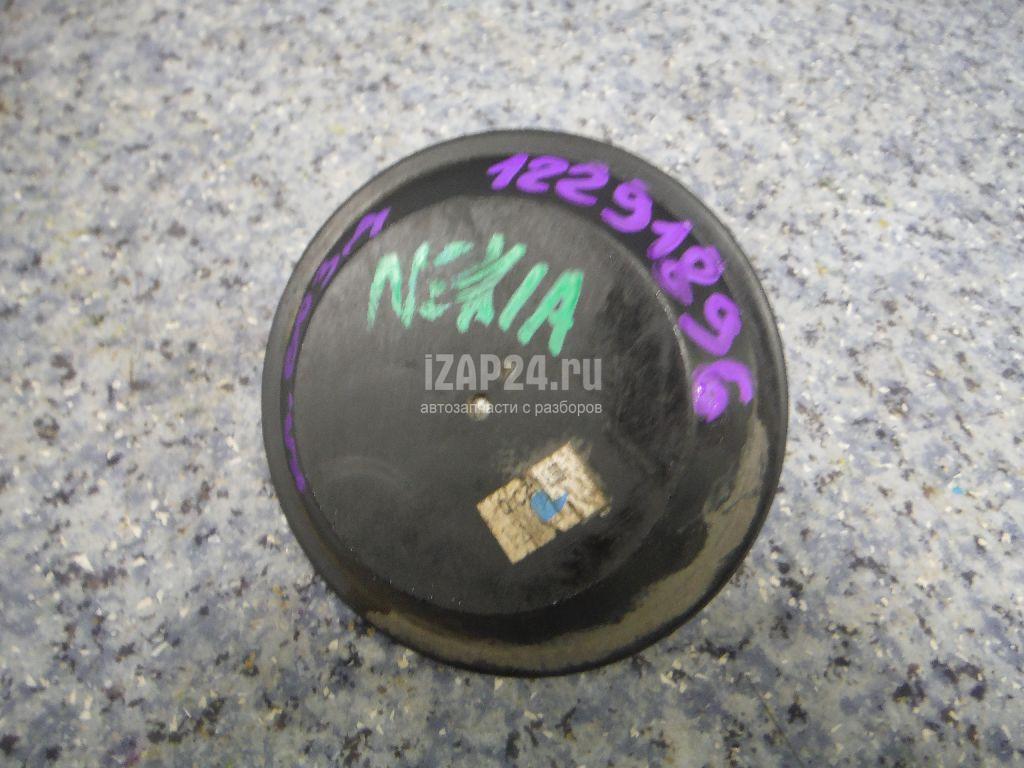 12291896
NEXIA
iZAP24.ru
автозапчасти с разборов